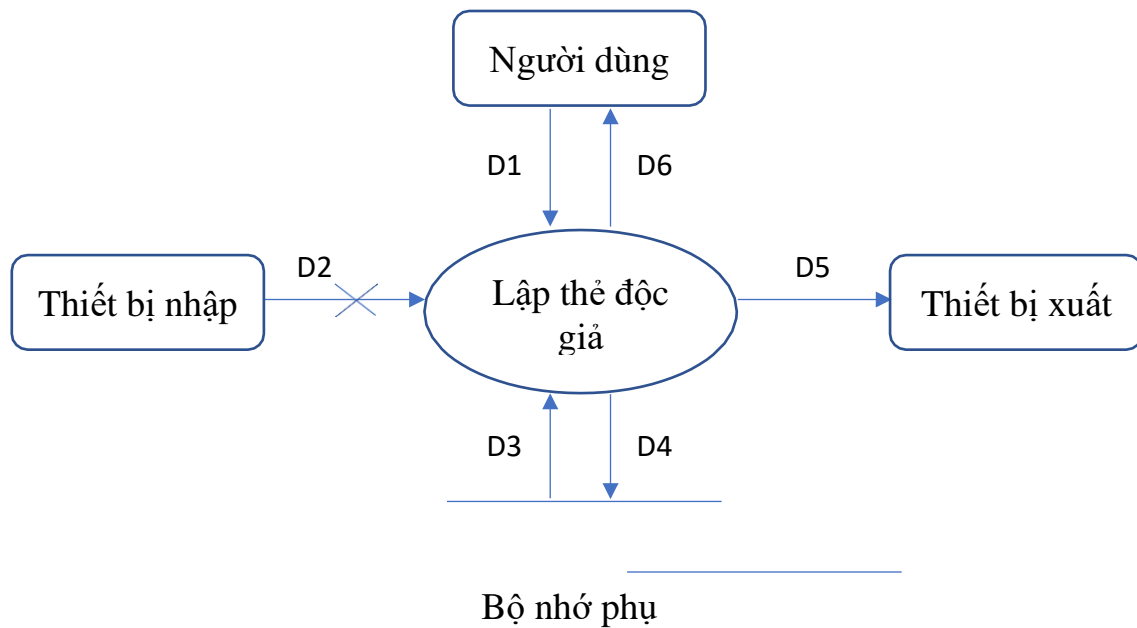 Người dùng
D1
D6
D2
D5
Thiết bị nhập
Lập thẻ độc
giả
Thiết bị xuất
D3
D4
Bộ nhớ phụ